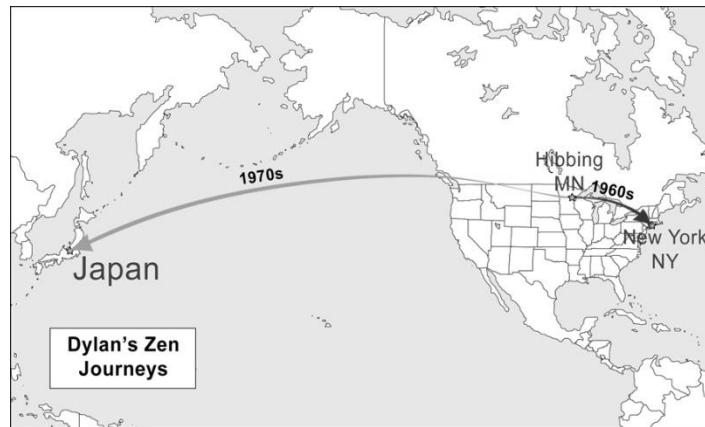 Hibbing
MN
1970s
1960s
New York
NY
Japan
Dylan's Zen
Journeys